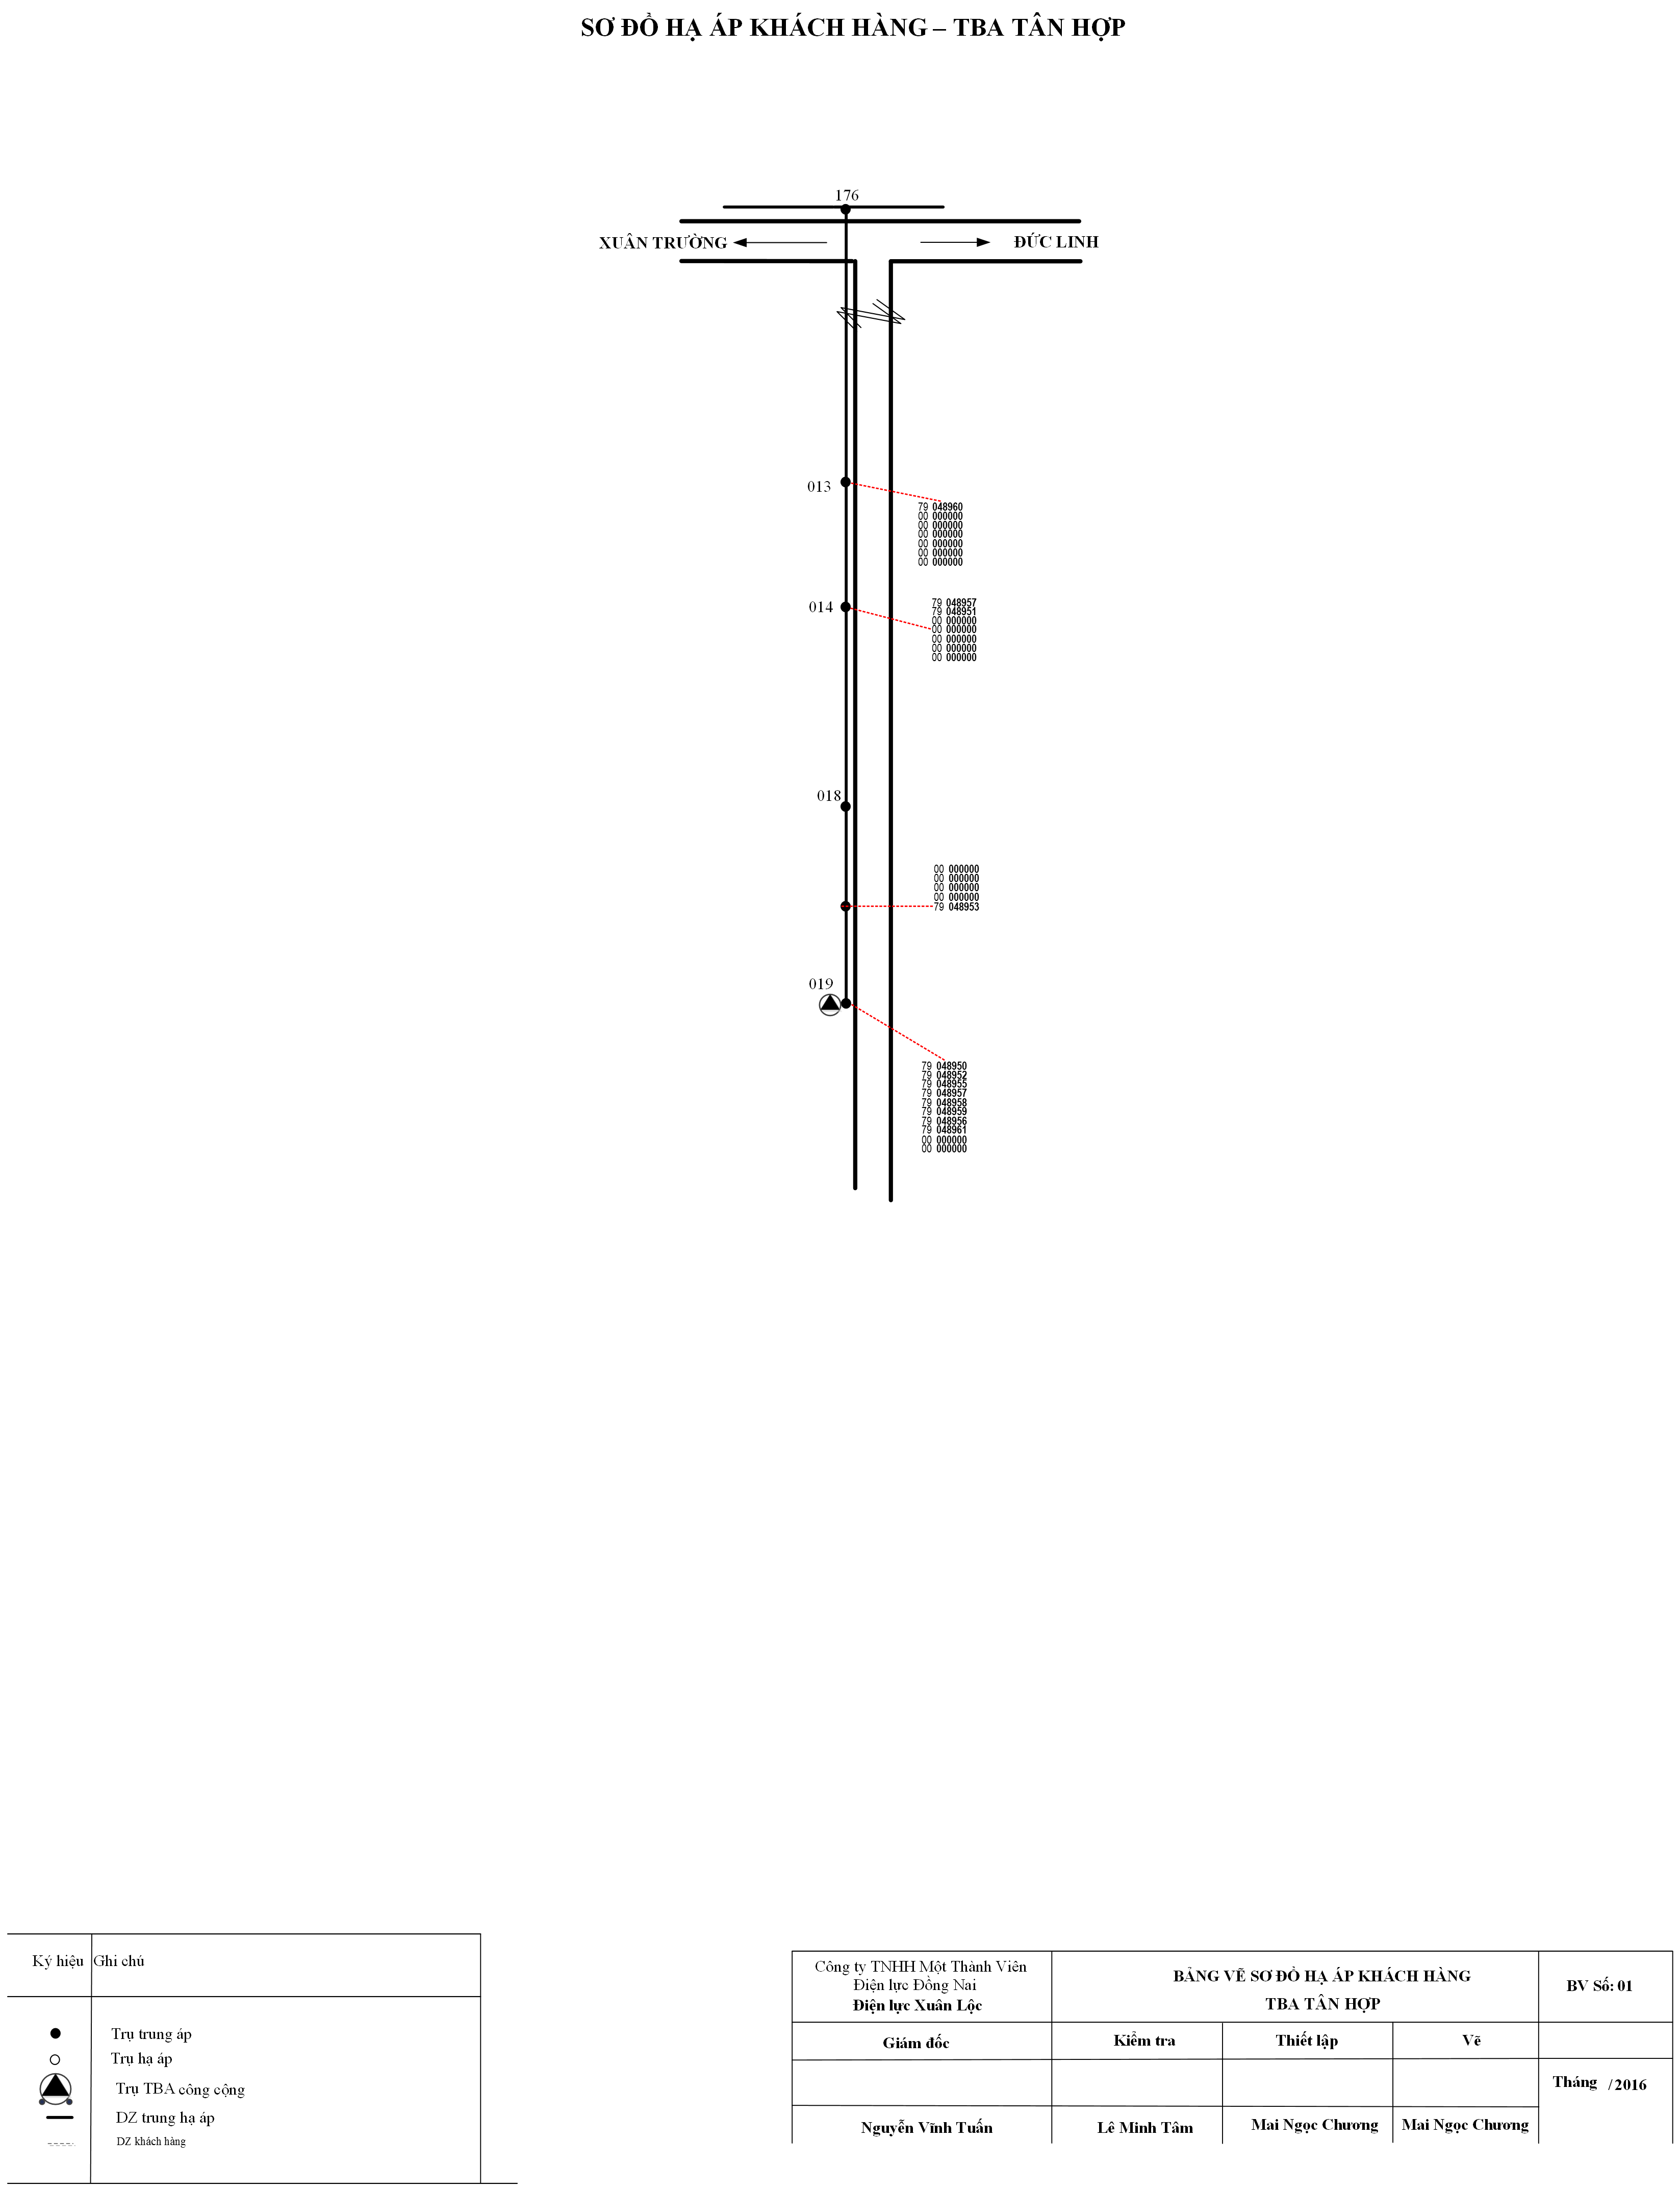 SƠ ĐỒ HẠ ÁP KHÁCH HÀNG – TBA TÂN HỢP
176
XUÂN TRƯỜNG
ĐỨC LINH
013
79 048960
00 000000
00 000000
00 000000
00 000000
00 000000
00 000000
014
79 048957
79 048951
00 000000
00 000000
00 000000
00 000000
00 000000
018
00 000000
00 000000
00 000000
00 000000
79 048953
019
79 048950
79 048952
79 048955
79 048957
79 048958
79 048959
79 048956
79 048961
00 000000
00 000000
Ký hiệu Ghi chú
Trụ trung áp
Trụ hạ áp
Trụ TBA công cộng
DZ trung hạ áp
DZ khách hàng
Công ty TNHH Một Thành Viên
Điện lực Đồng Nai
Điện lực Xuân Lộc
BẢNG VẼ SƠ ĐỒ HẠ ÁP KHÁCH HÀNG
TBA TÂN HỢP
BV Số: 01
Giám đốc
Kiểm tra
Thiết lập
Vẽ
Tháng /2016
Nguyễn Vĩnh Tuấn
Lê Minh Tâm
Mai Ngọc Chương
Mai Ngọc Chương